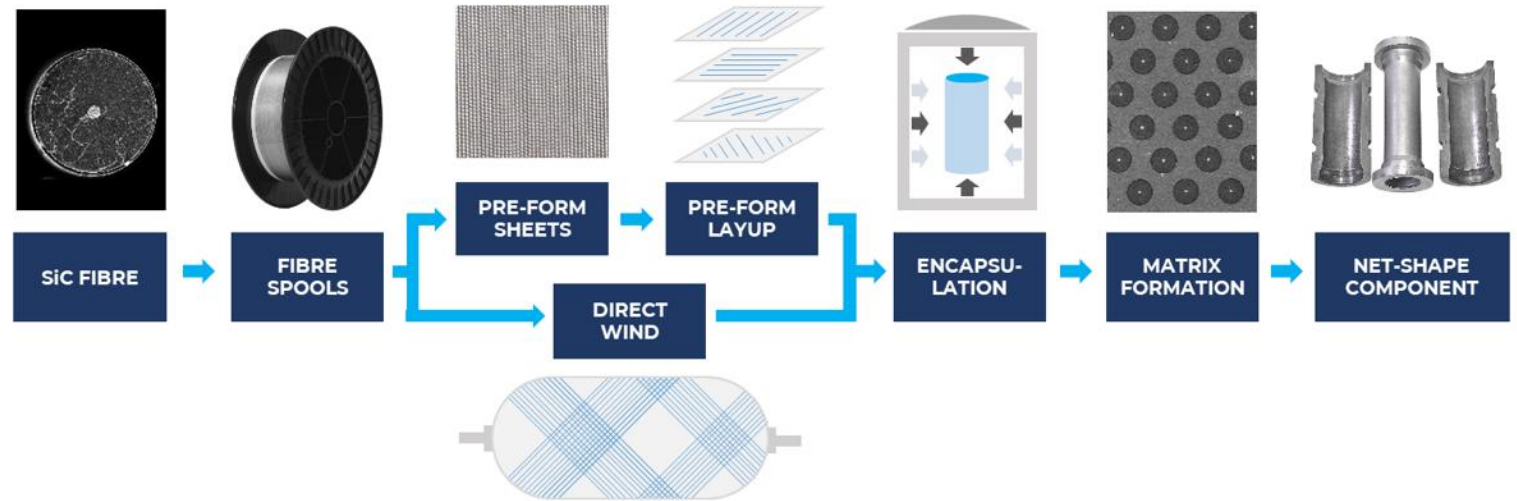 SiC FIBRE
FIBRE
SPOOLS
PRE-FORM
SHEETS
PRE-FORM
LAYUP
DIRECT
WIND
ENCAPSU-
LATION
MATRIX
FORMATION
NET-SHAPE
COMPONENT